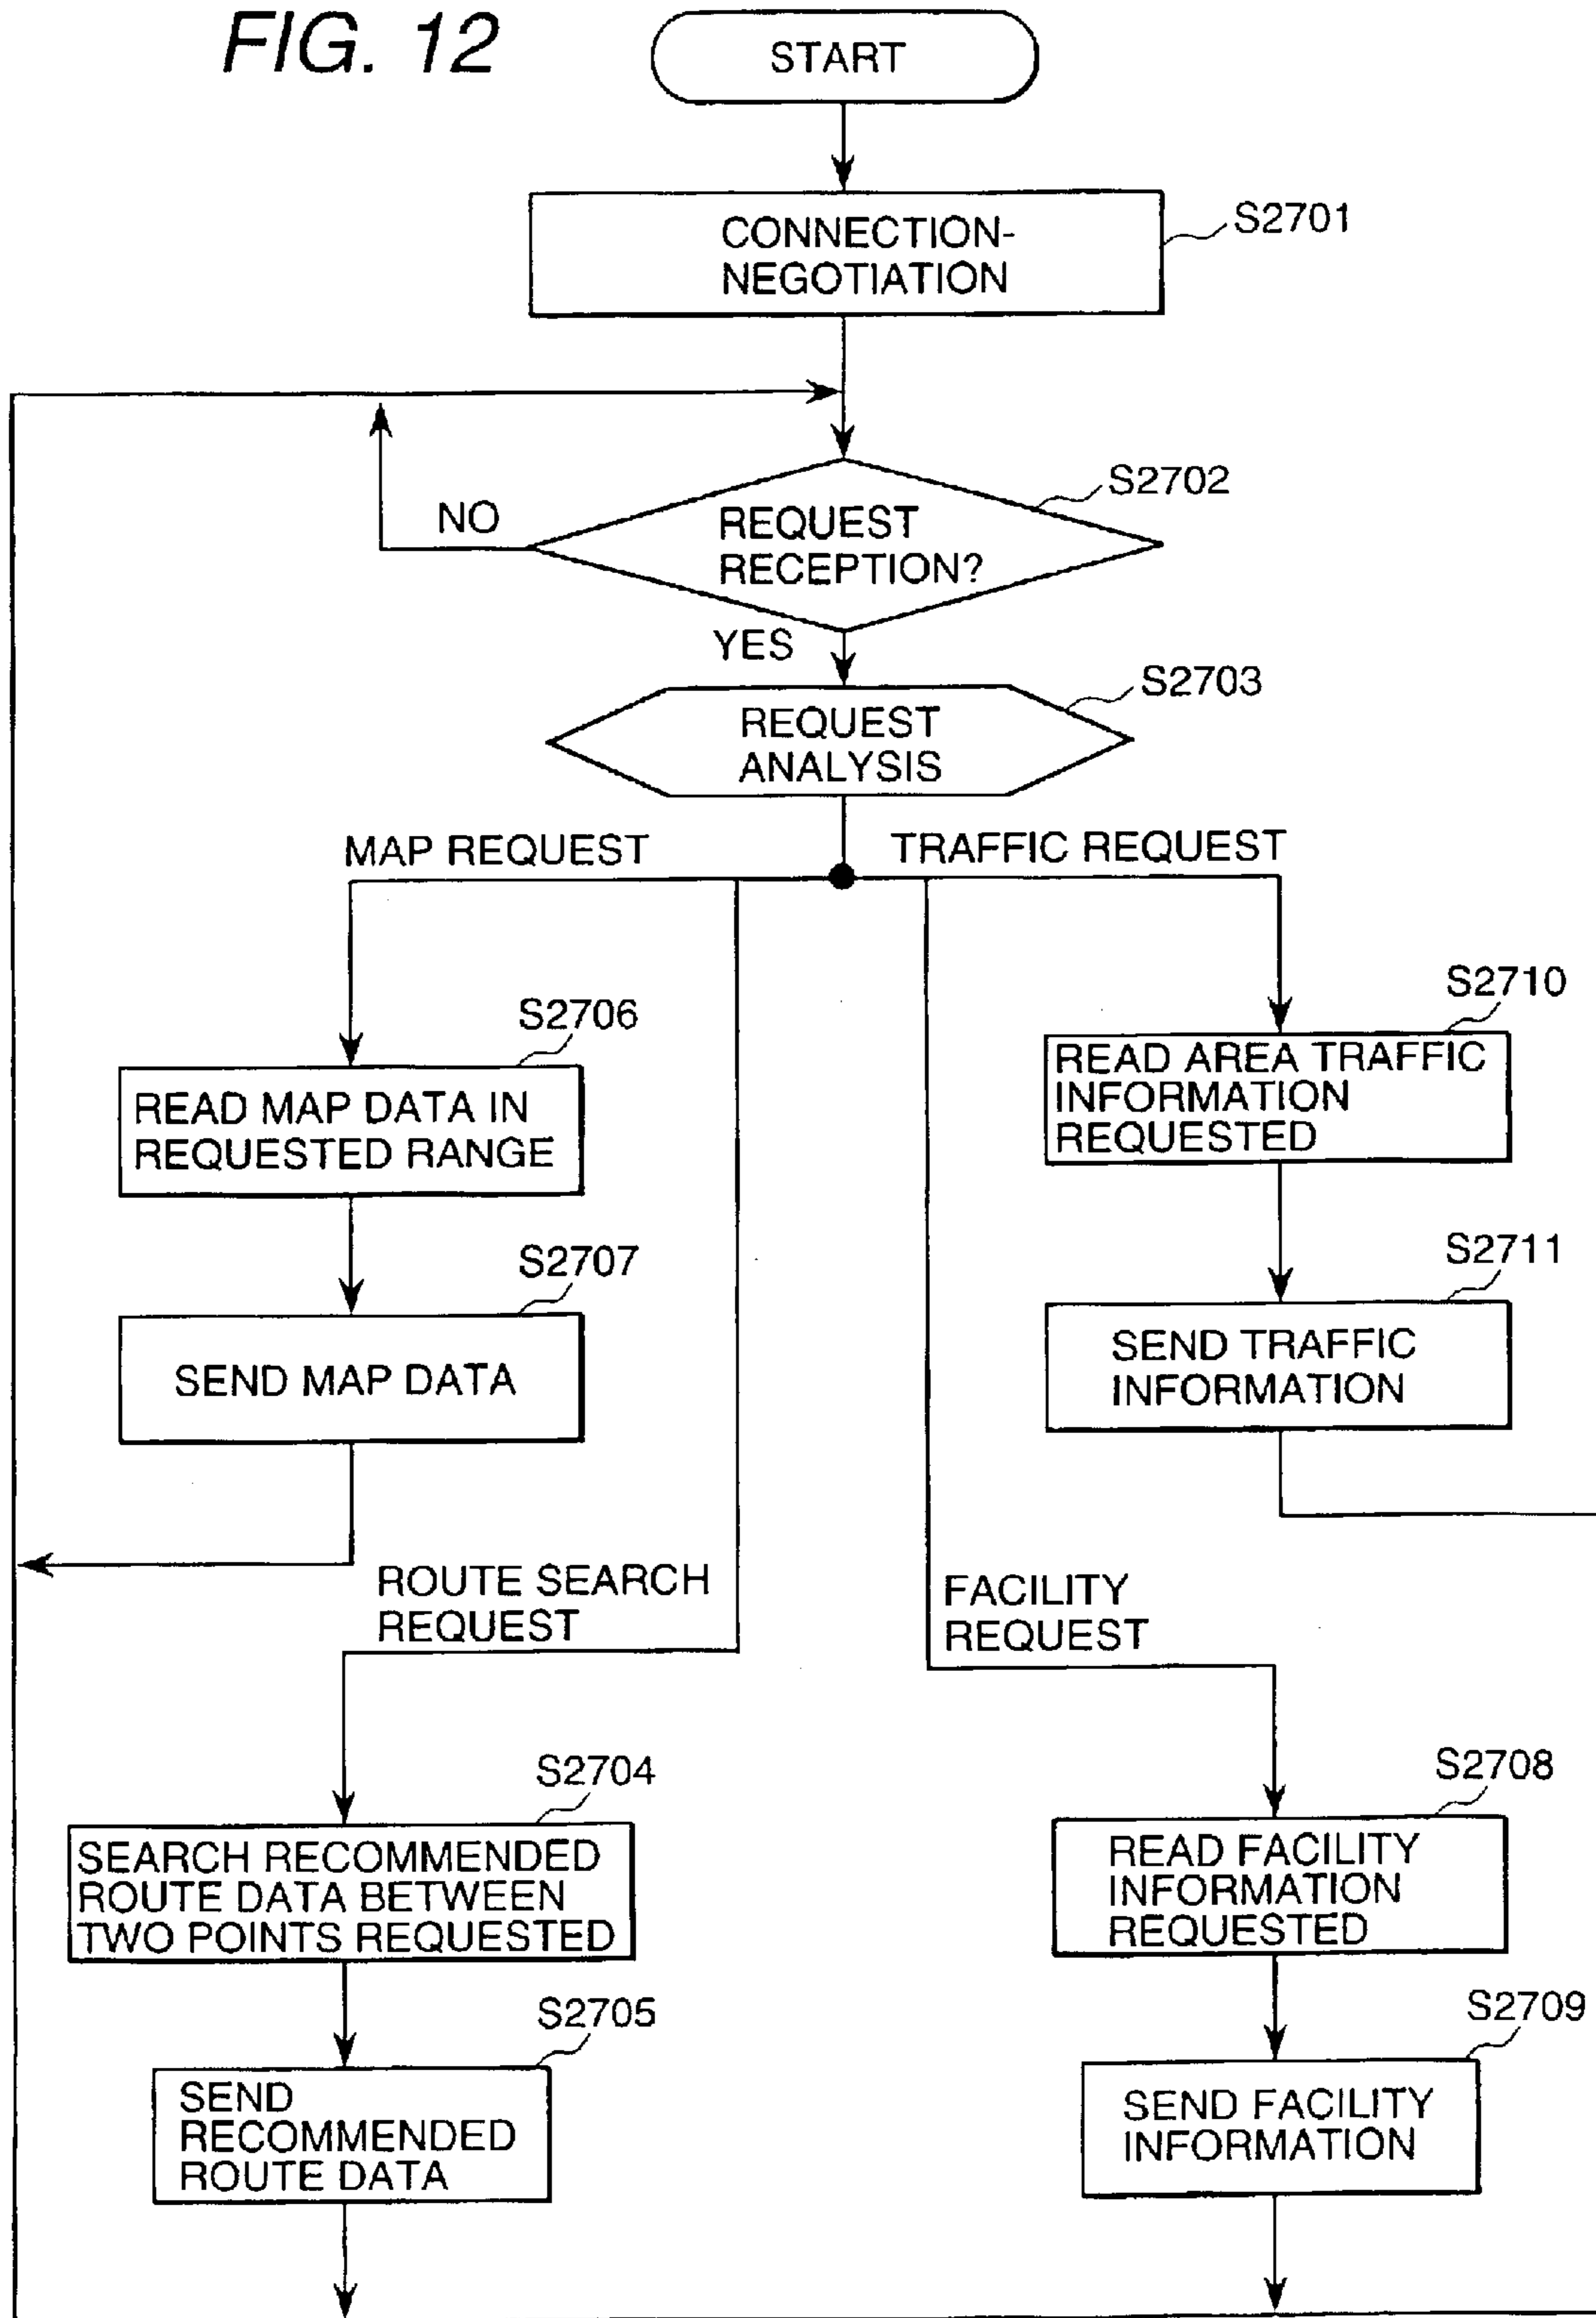 FIG. 12
START
CONNECTION-
NEGOTIATION
S2701
S2702
NO
REQUEST
RECEPTION?
YES
S2703
REQUEST
ANALYSIS
MAP REQUEST
TRAFFIC REQUEST
S2706
READ MAP DATA IN
REQUESTED RANGE
S2710
READ AREA TRAFFIC
INFORMATION
REQUESTED
S2707
SEND MAP DATA
S2711
SEND TRAFFIC
INFORMATION
ROUTE SEARCH
REQUEST
FACILITY
REQUEST
S2704
SEARCH RECOMMENDED
ROUTE DATA BETWEEN
TWO POINTS REQUESTED
S2708
READ FACILITY
INFORMATION
REQUESTED
S2705
SEND
RECOMMENDED
ROUTE DATA
S2709
SEND FACILITY
INFORMATION